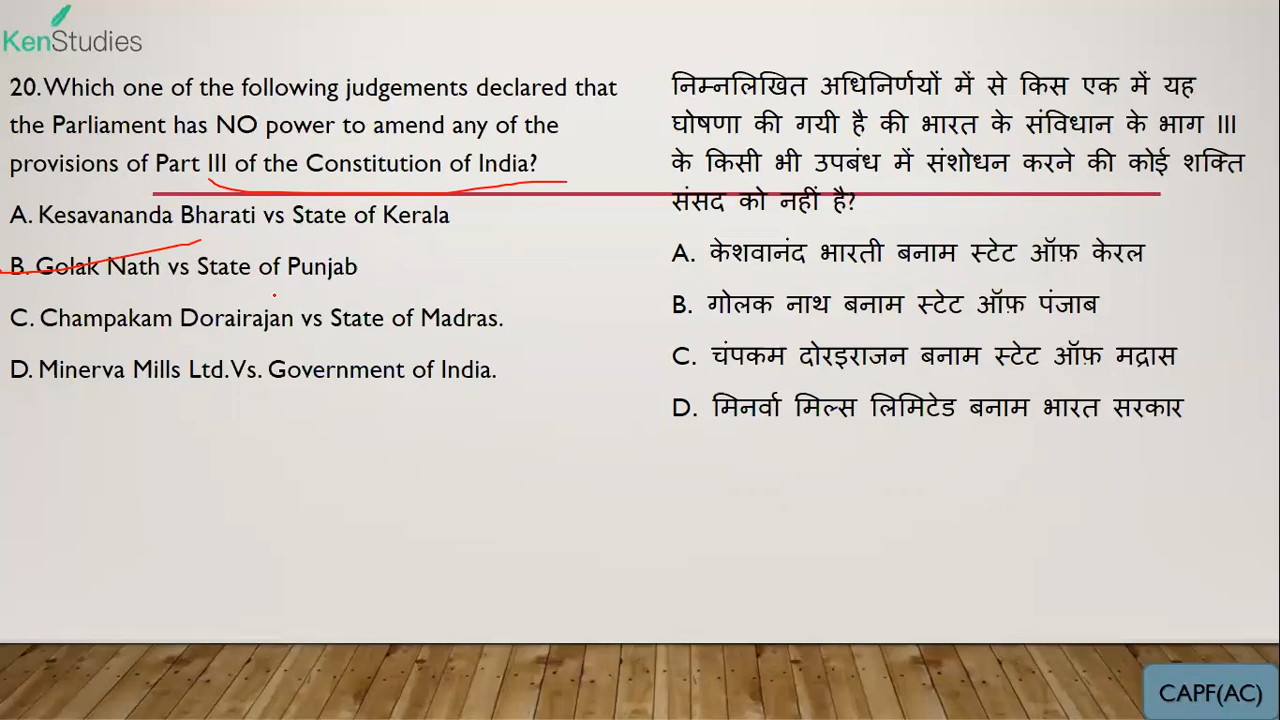 KenStudies
20.Which one of the following judgements declared that
the Parliament has NO power to amend any of the
provisions of Part III of the Constitution of India?
A. Kesavananda Bharati vs State of Kerala
B. Golak Nath vs State of Punjab
C. Champakam Dorairajan vs State of Madras.
D. Minerva Mills Ltd.Vs. Government of India.
निम्नलिखित अधिनिर्णयों में से किस एक में यह
घोषणा की गयी है की भारत के संविधान के भाग III
के किसी भी उपबंध में संशोधन करने की कोई शक्ति
संसद को नहीं है?
A. केशवानंद भारती बनाम स्टेट ऑफ़ केरल
B. गोलक नाथ बनाम स्टेट ऑफ़ पंजाब
C. चंपकम दोरइराजन बनाम स्टेट ऑफ़ मद्रास
D. मिनर्वा मिल्स लिमिटेड बनाम भारत सरकार
CAPF(AC)